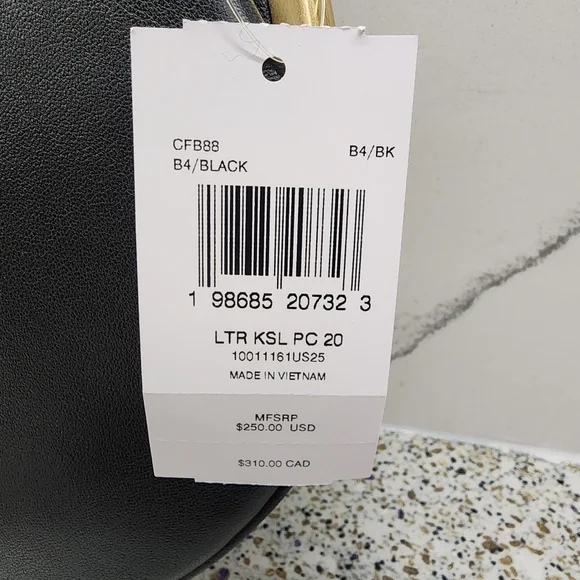 CFB88
B4/BLACK B4/BK
1 98685 20732 3
LTR KSL PC 20
10011161US25
MADE IN VIETNAM
MFSRP
$250.00 USD
$310.00 CAD